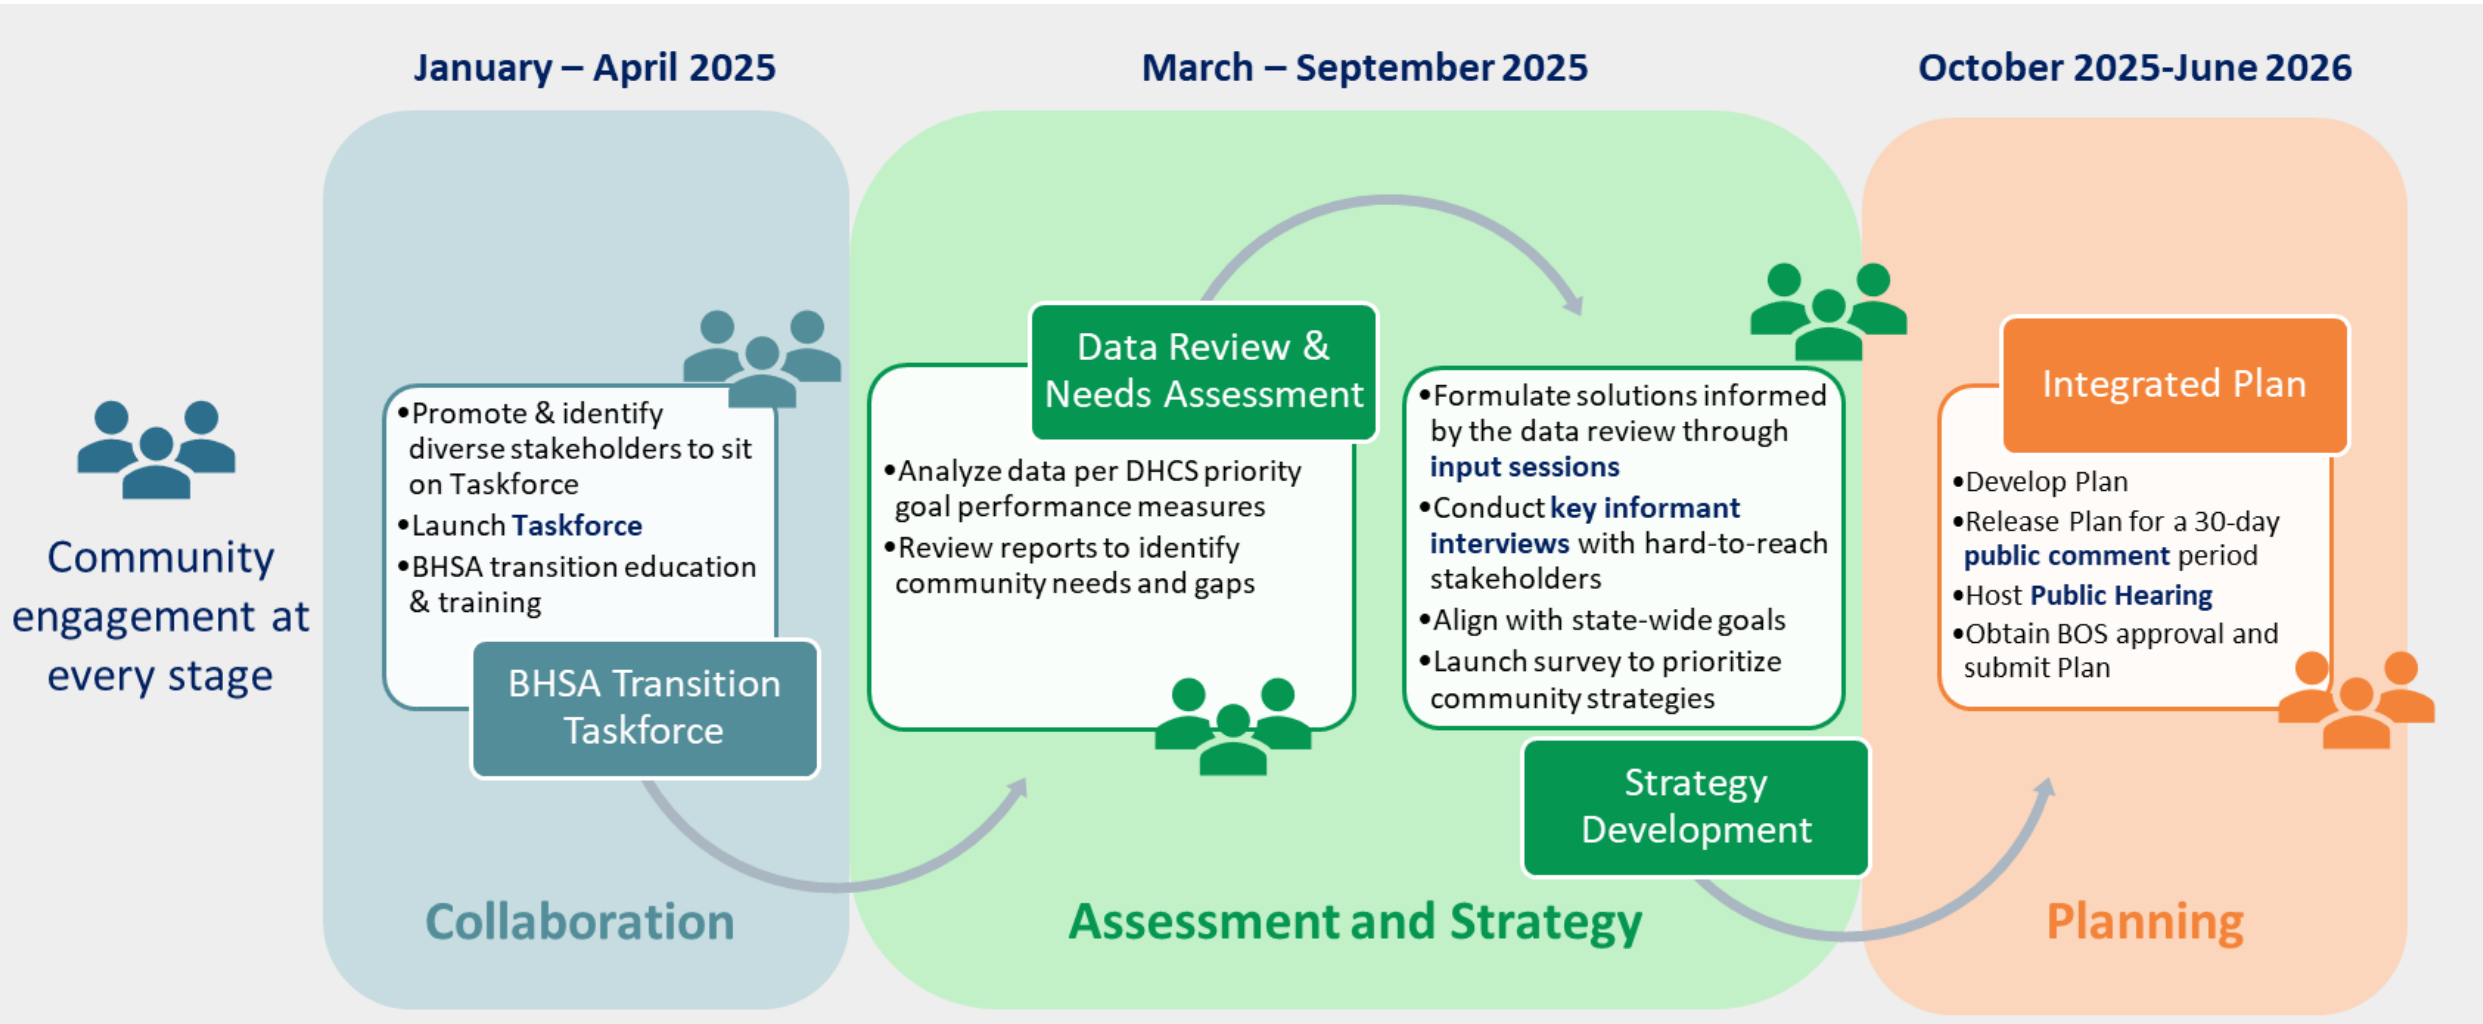 January – April 2025
March – September 2025
October 2025-June 2026
Community
engagement at
every stage
•Promote & identify
diverse stakeholders to sit
on Taskforce
•Launch Taskforce
•BHSA transition education
& training
BHSA Transition
Taskforce
Collaboration
Data Review &
Needs Assessment
•Analyze data per DHCS priority
goal performance measures
•Review reports to identify
community needs and gaps
•Formulate solutions informed
by the data review through
input sessions
•Conduct key informant
interviews with hard-to-reach
stakeholders
•Align with state-wide goals
•Launch survey to prioritize
community strategies
Strategy
Development
Assessment and Strategy
Integrated Plan
•Develop Plan
•Release Plan for a 30-day
public comment period
•Host Public Hearing
•Obtain BOS approval and
submit Plan
Planning